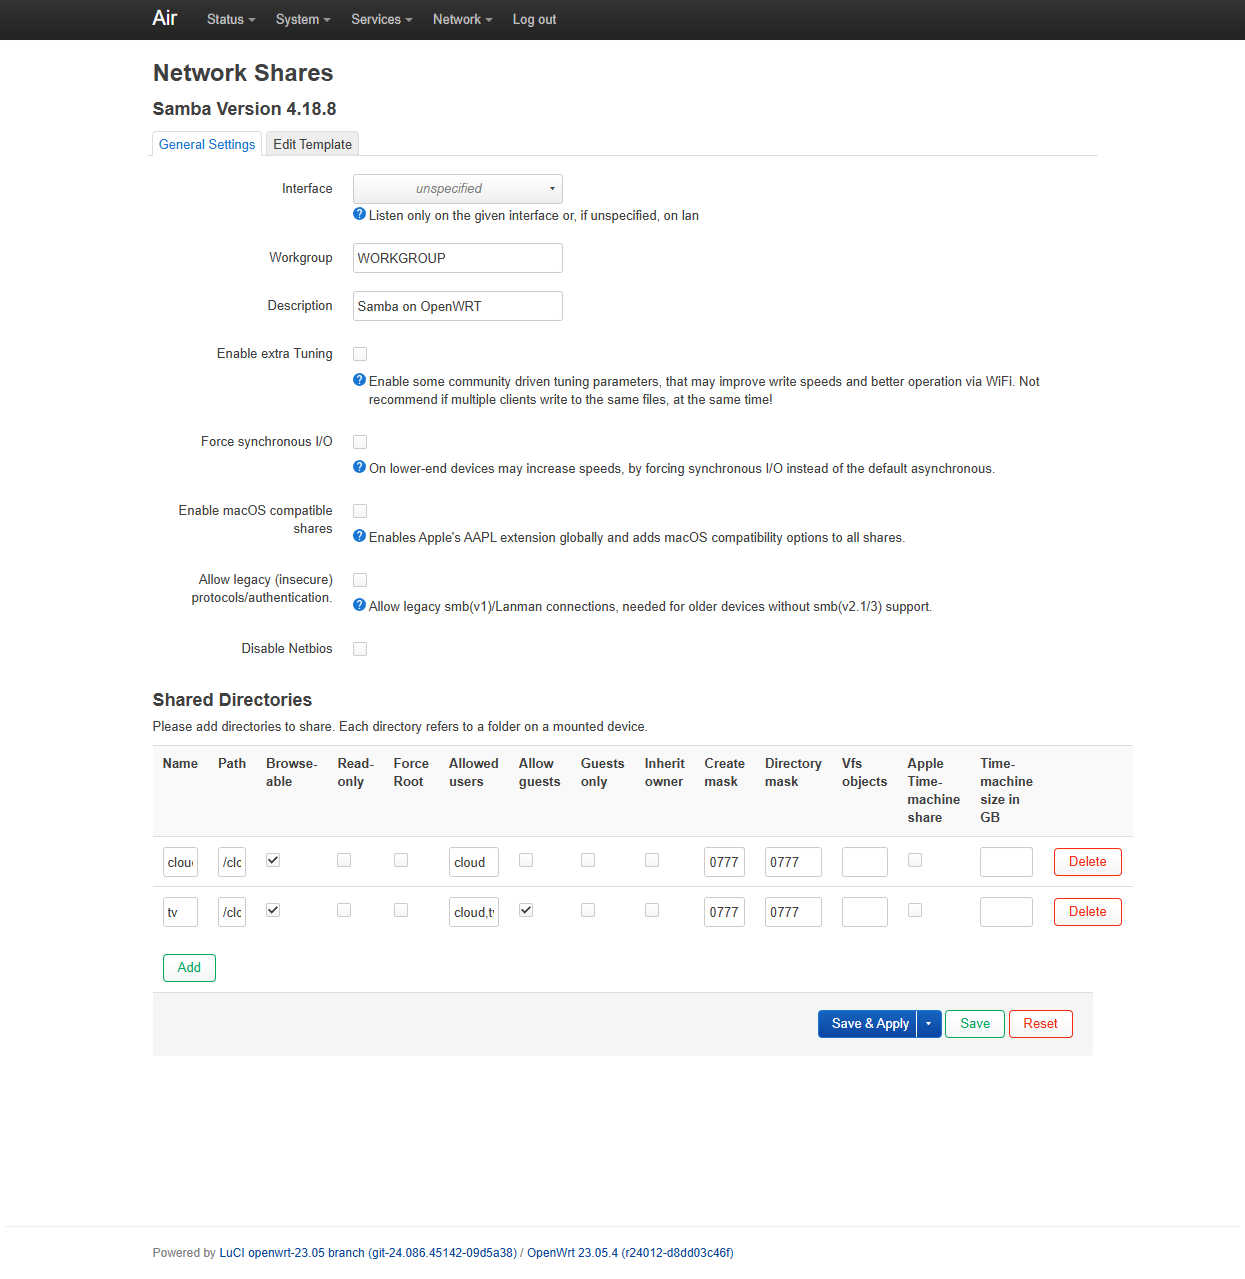 Air Status System Services Network Log out
Network Shares
Samba Version 4.18.8
General Settings Edit Template
Interface unspecified
Listen only on the given interface or, if unspecified, on lan
Workgroup WORKGROUP
Description Samba on OpenWRT
Enable extra Tuning
Enable some community driven tuning parameters, that may improve write speeds and better operation via WiFi. Not
recommend if multiple clients write to the same files, at the same time!
Force synchronous I/O
On lower-end devices may increase speeds, by forcing synchronous I/O instead of the default asynchronous.
Enable macOS compatible
shares
Enables Apple's AAPL extension globally and adds macOS compatibility options to all shares.
Allow legacy (insecure)
protocols/authentication.
Allow legacy smb(v1)/Lanman connections, needed for older devices without smb(v2.1/3) support.
Disable Netbios
Shared Directories
Please add directories to share. Each directory refers to a folder on a mounted device.
Name Path Browse- Read- Force Allowed Allow Guests Inherit Create Directory Vfs Apple Time-
able only Root users guests only owner mask mask objects Time- machine
machine size in
share GB
clou /clc cloud 0777 0777 Delete
tv /clc cloud,t 0777 0777 Delete
Add
Save & Apply Save Reset
Powered by LuCI openwrt-23.05 branch (git-24.086.45142-09d5a38) / OpenWrt 23.05.4 (r24012-d8dd03c46f)